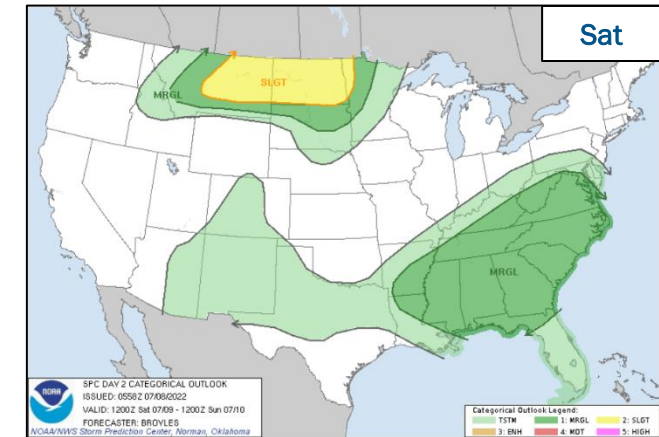 Sat
SLGT
MRGL
MRGL
NOAA
SPC DAY 2 CATEGORICAL OUTLOOK
ISSUED: 0558Z 07/08/2022
VALID: 1200Z Sat 07/09 - 1200Z Sun 07/10
FORECASTER: BROYLES
NOAA/NWS Storm Prediction Center, Norman, Oklahoma
Categorical Outlook Legend:
TSTM 1: MRGL 2: SLGT
3: ENH 4: MDT 5: HIGH